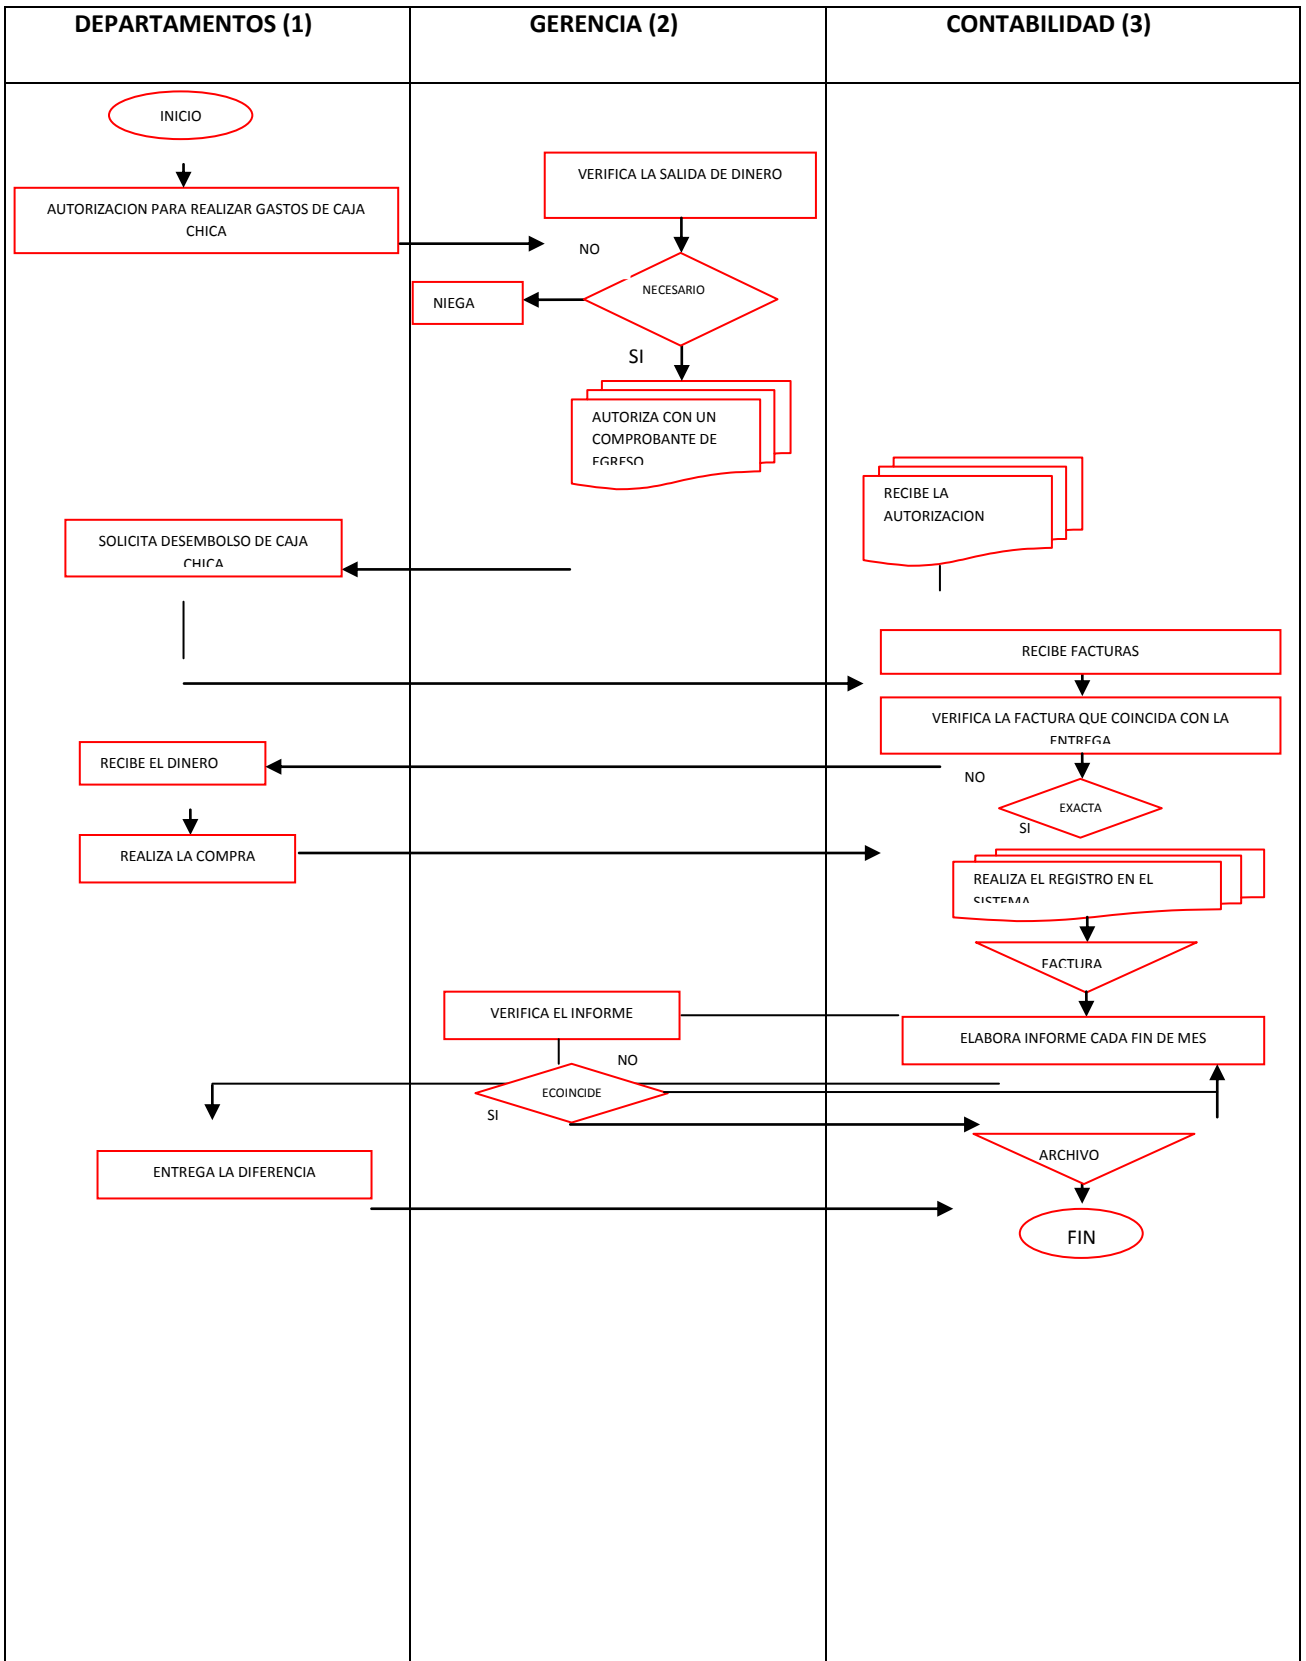 DEPARTAMENTOS (1)
GERENCIA (2)
CONTABILIDAD (3)
INICIO
AUTORIZACION PARA REALIZAR GASTOS DE CAJA
CHICA
VERIFICA LA SALIDA DE DINERO
NO
NECESARIO
NIEGA
SI
AUTORIZA CON UN
COMPROBANTE DE
EGRESO
RECIBE LA
AUTORIZACION
SOLICITA DESEMBOLSO DE CAJA
CHICA
RECIBE FACTURAS
VERIFICA LA FACTURA QUE COINCIDA CON LA
ENTREGA
RECIBE EL DINERO
NO
EXACTA
SI
REALIZA LA COMPRA
REALIZA EL REGISTRO EN EL
SISTEMA
FACTURA
VERIFICA EL INFORME
ELABORA INFORME CADA FIN DE MES
NO
ECOINCIDE
SI
ARCHIVO
ENTREGA LA DIFERENCIA
FIN